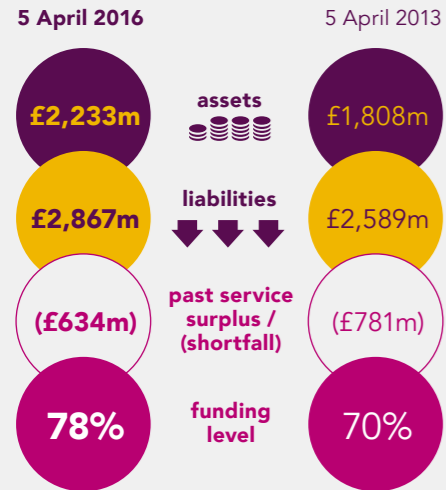 5 April 2016
5 April 2013
£2,233m
assets
£1,808m
£2,867m
liabilities
£2,589m
(£634m)
past service
surplus /
(shortfall)
(£781m)
78%
funding
level
70%